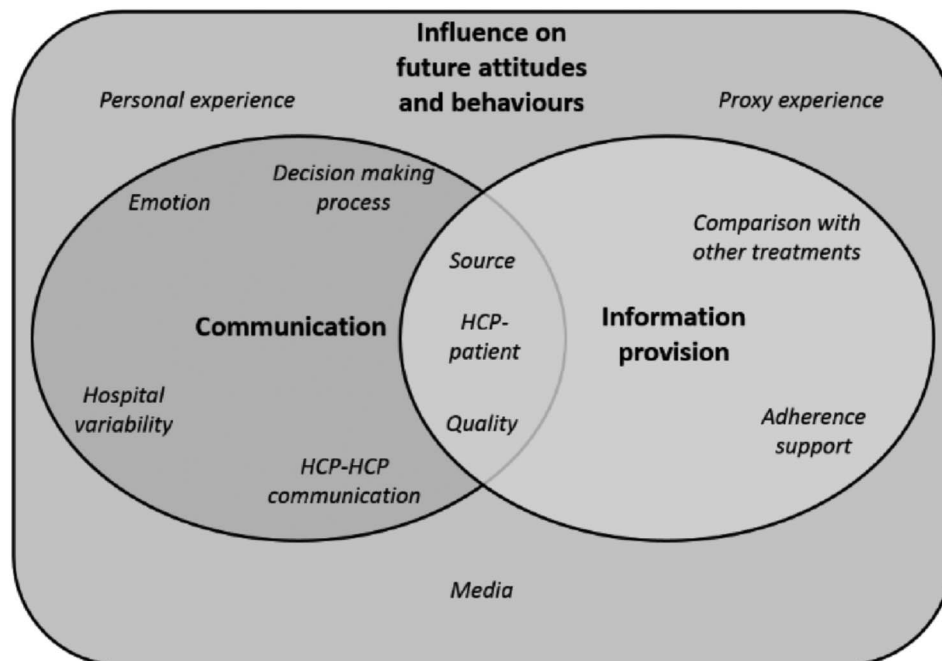 Influence on
future attitudes
and behaviours
Personal experience
Proxy experience
Emotion
Decision making
process
Comparison with
other treatments
Source
Communication
HCP-
patient
Information
provision
Hospital
variability
Quality
Adherence
support
HCP-HCP
communication
Media